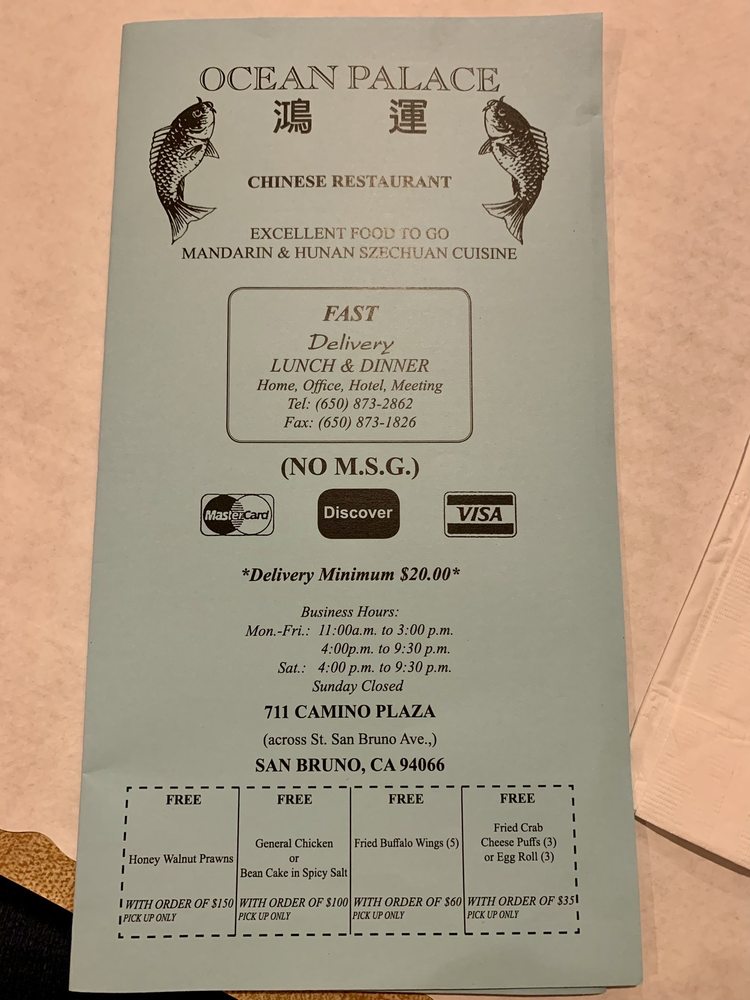 OCEAN PALACE
鴻 運
CHINESE RESTAURANT
EXCELLENT FOOD TO GO
MANDARIN & HUNAN SZECHUAN CUISINE
FAST
Delivery
LUNCH & DINNER
Home, Office, Hotel, Meeting
Tel: (650) 873-2862
Fax: (650) 873-1826
(NO M.S.G.)
MasterCard
Discover
VISA
*Delivery Minimum $20.00*
Business Hours:
Mon.-Fri.: 11:00a.m. to 3:00 p.m.
4:00p.m. to 9:30 p.m.
Sat.: 4:00 p.m. to 9:30 p.m.
Sunday Closed
711 CAMINO PLAZA
(across St. San Bruno Ave.,)
SAN BRUNO, CA 94066
FREE
Honey Walnut Prawns
WITH ORDER OF $150
PICK UP ONLY
FREE
General Chicken
or
Bean Cake in Spicy Salt
WITH ORDER OF $100
PICK UP ONLY
FREE
Fried Buffalo Wings (5)
WITH ORDER OF $60
PICK UP ONLY
FREE
Fried Crab
Cheese Puffs (3)
or Egg Roll (3)
WITH ORDER OF $35
PICK UP ONLY